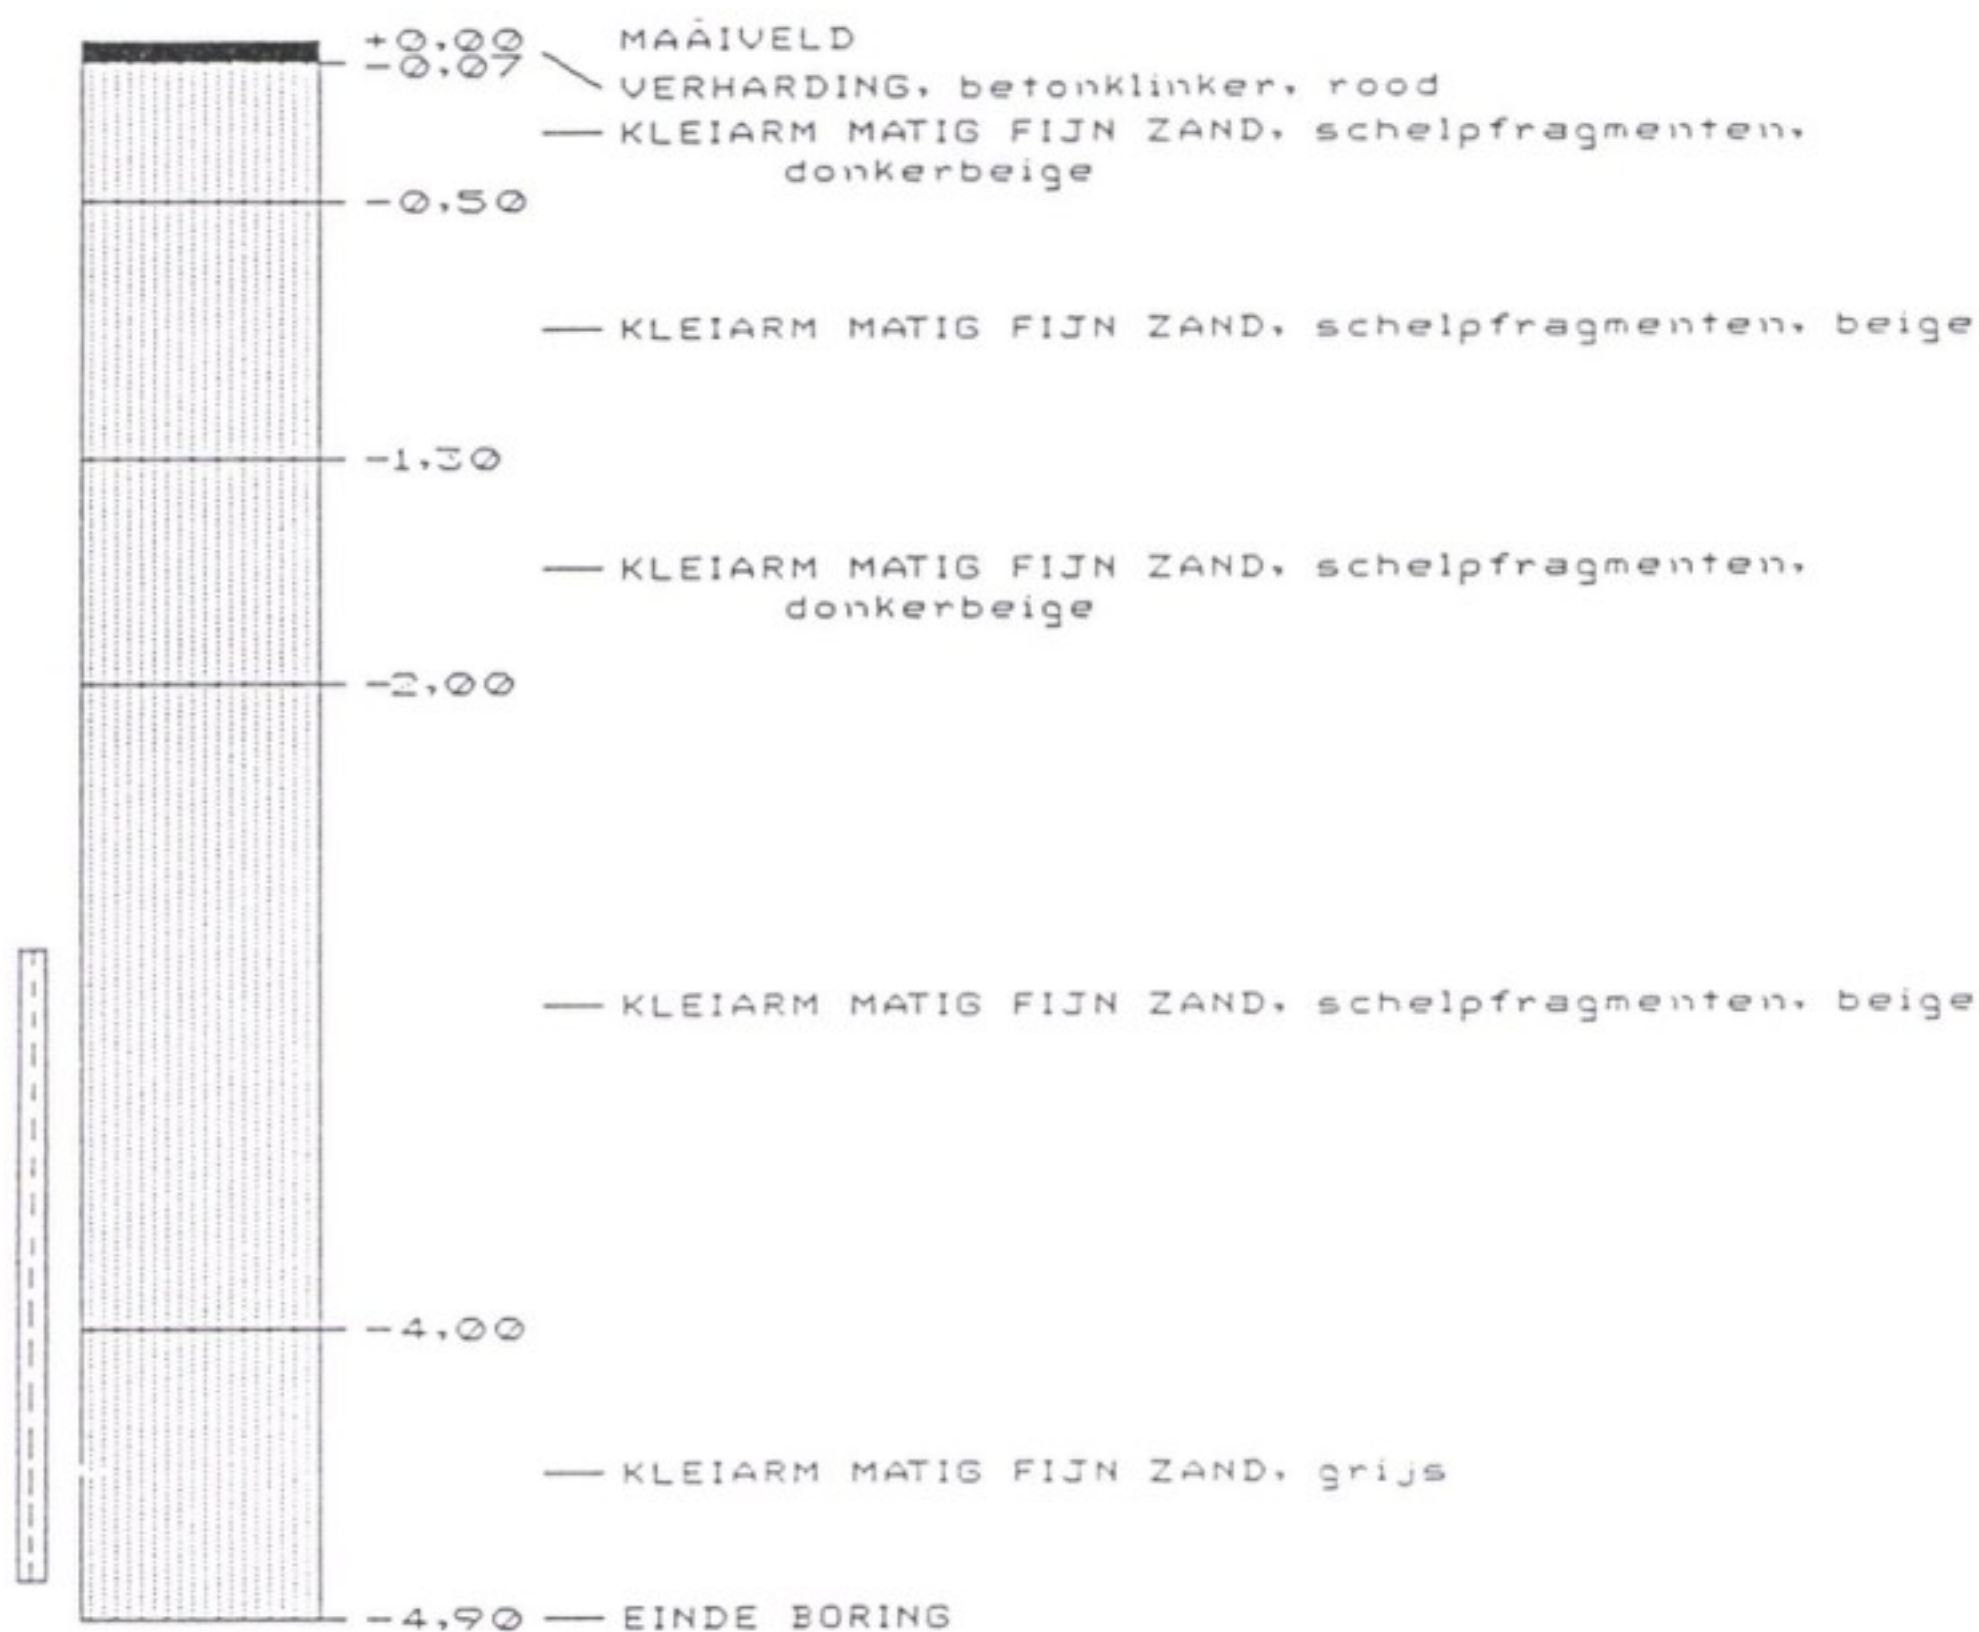 +0,00 MAAIVELD
-0,07
VERHARDING, betonklinker, rood
KLEIARM MATIG FIJN ZAND, schelpfragmenten,
donkerbeige
-0,50
KLEIARM MATIG FIJN ZAND, schelpfragmenten, beige
-1,30
KLEIARM MATIG FIJN ZAND, schelpfragmenten,
donkerbeige
-2,00
KLEIARM MATIG FIJN ZAND, schelpfragmenten, beige
-4,00
KLEIARM MATIG FIJN ZAND, grijs
-4,90 EINDE BORING